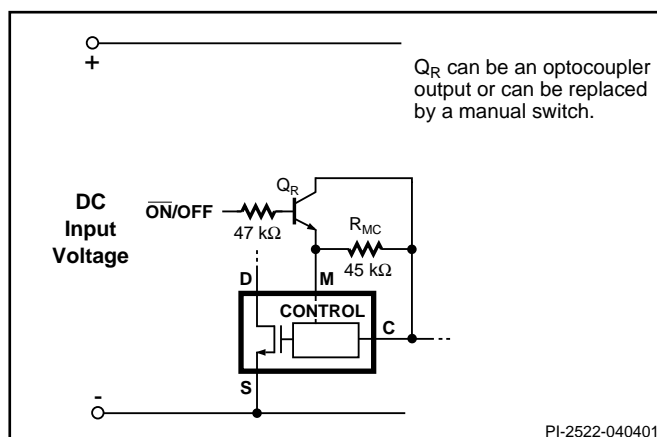 +
Q_R can be an optocoupler
output or can be replaced
by a manual switch.
DC
Input
Voltage
O̅N̅/OFF
47 kΩ
Q_R
R_MC
45 kΩ
D
M
CONTROL
C
S
-
PI-2522-040401